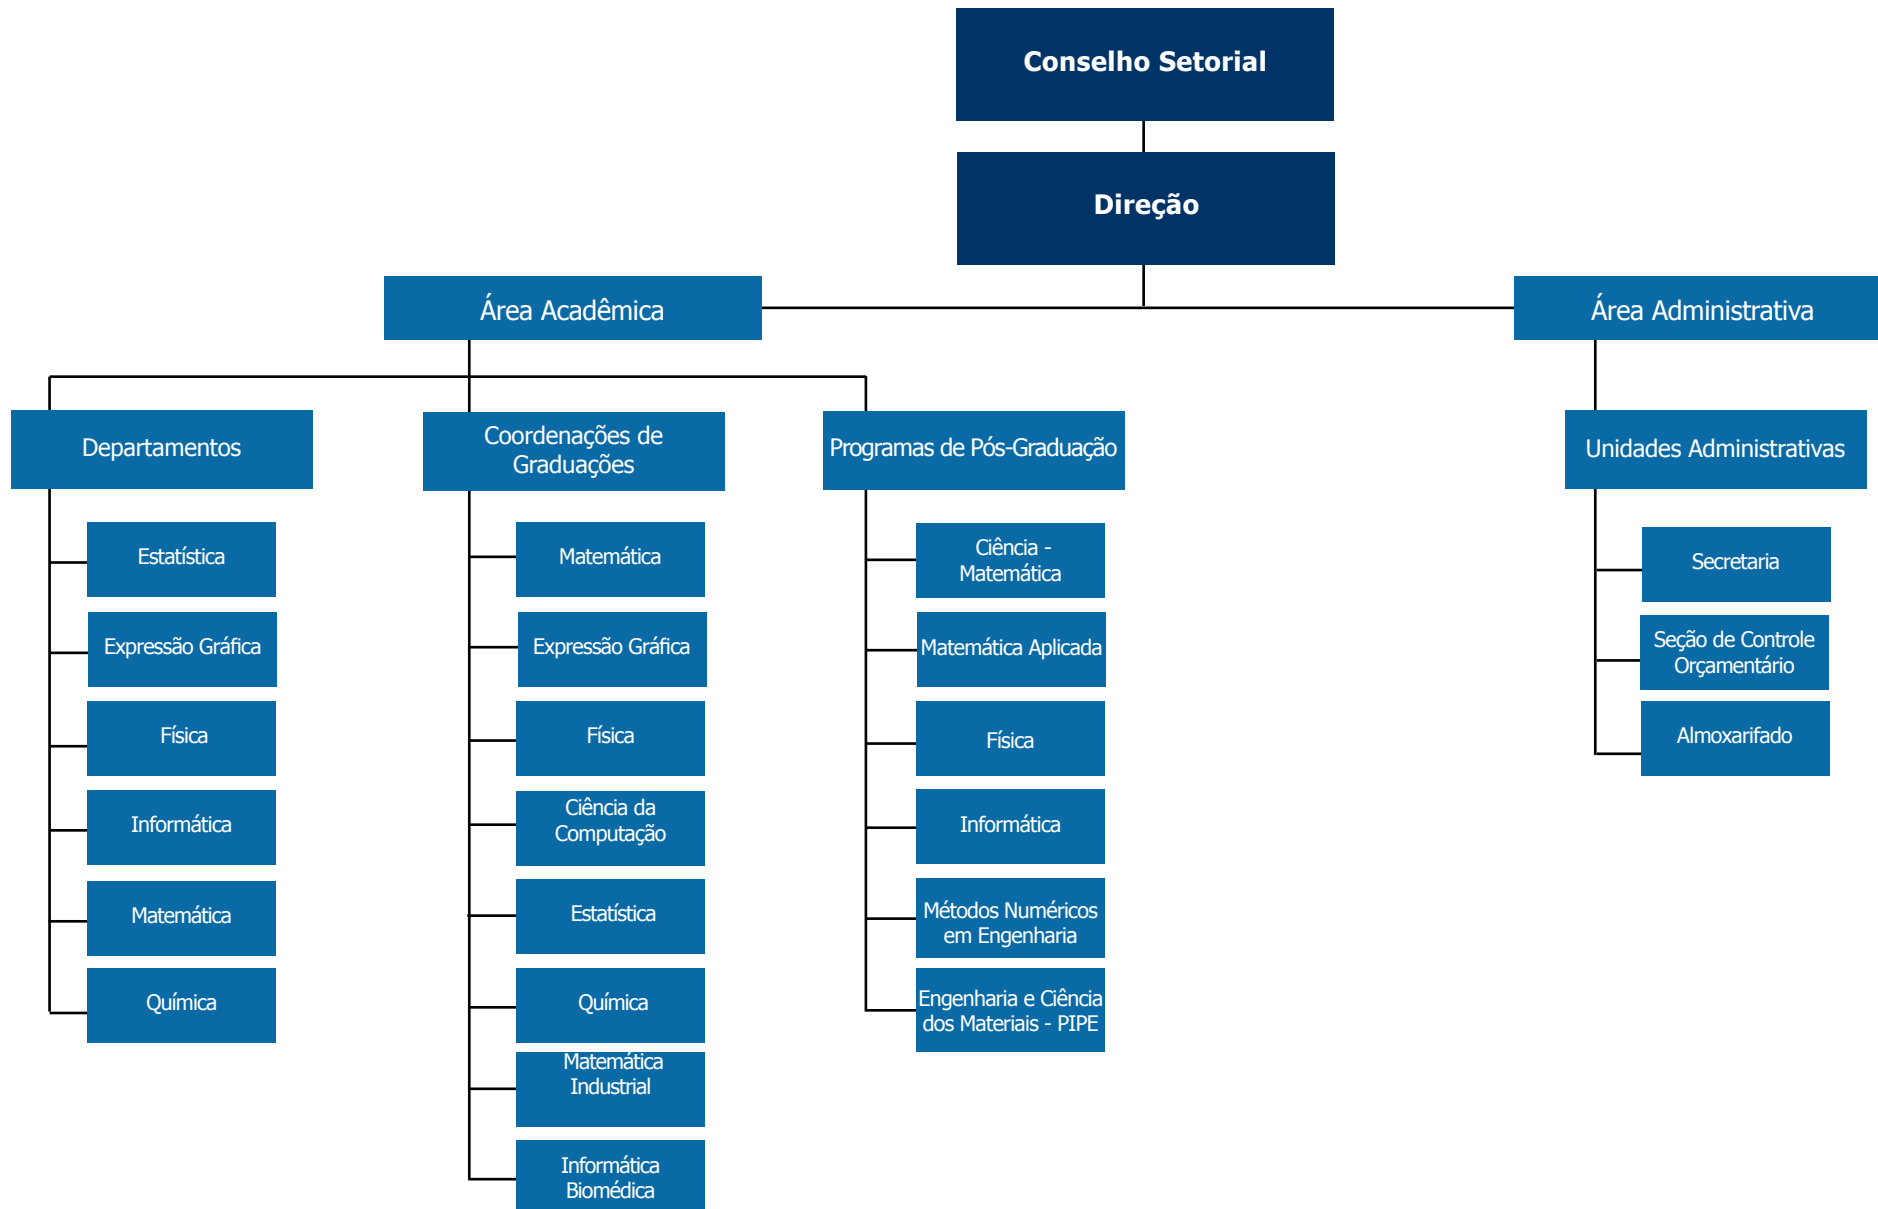 Conselho Setorial
Direção
Área Acadêmica
Área Administrativa
Departamentos
Estatística
Expressão Gráfica
Física
Informática
Matemática
Química
Coordenações de
Graduações
Matemática
Expressão Gráfica
Física
Ciência da
Computação
Estatística
Química
Matemática
Industrial
Informática
Biomédica
Programas de Pós-Graduação
Ciência -
Matemática
Matemática Aplicada
Física
Informática
Métodos Numéricos
em Engenharia
Engenharia e Ciência
dos Materiais - PIPE
Unidades Administrativas
Secretaria
Seção de Controle
Orçamentário
Almoxarifado